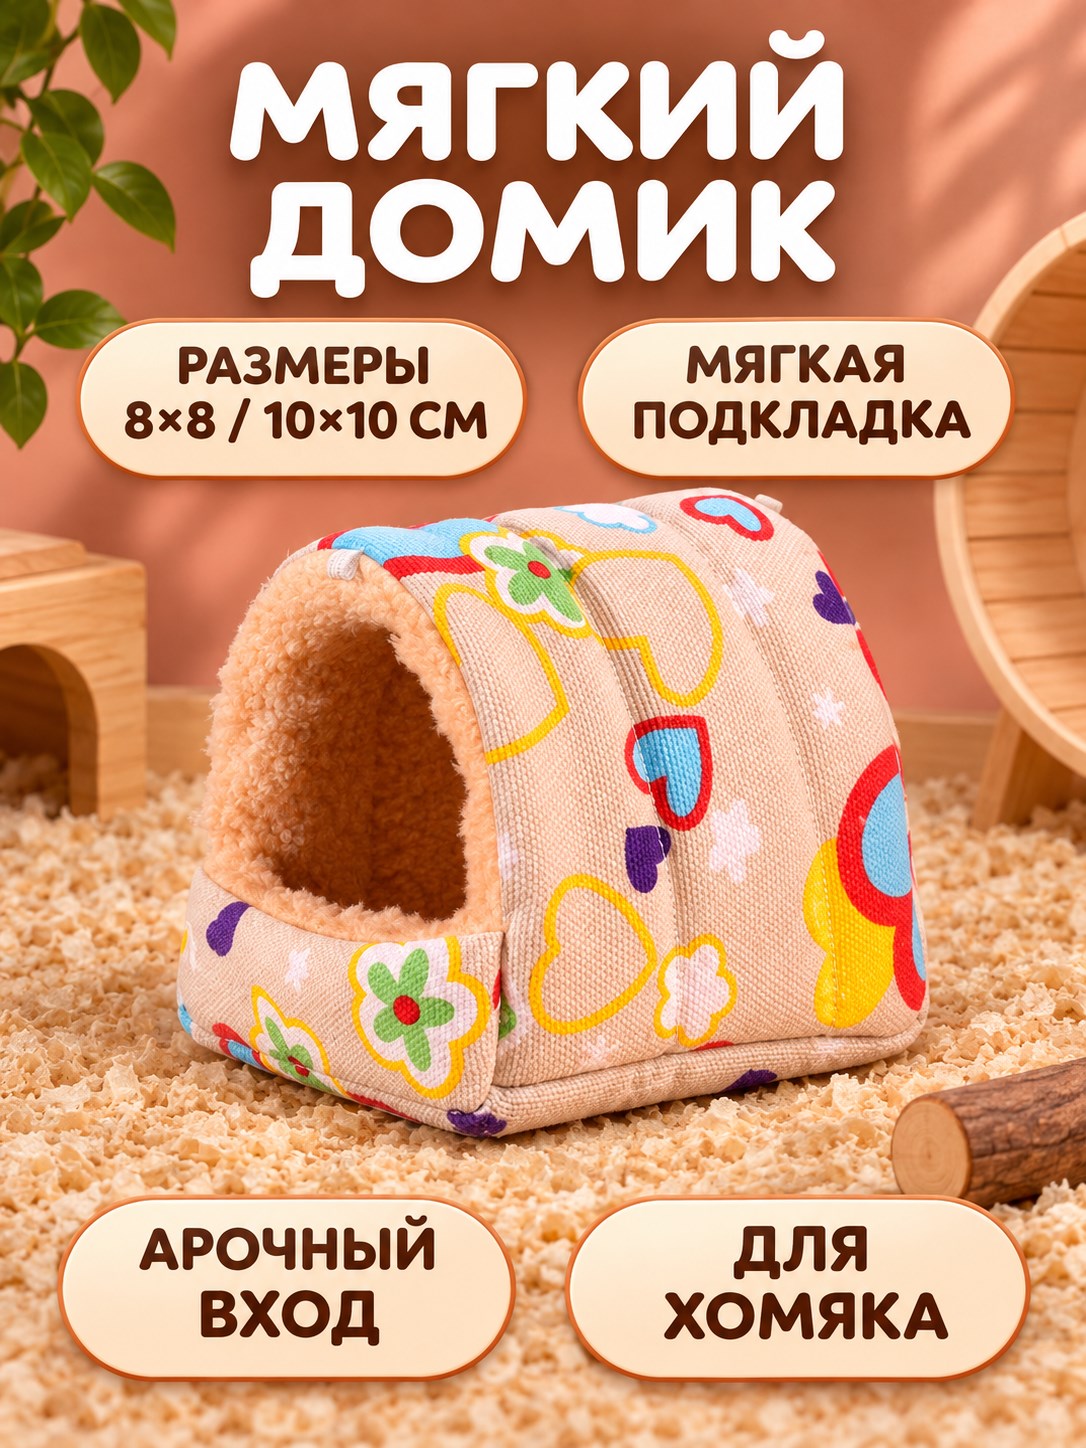 МЯГКИЙ
ДОМИК
РАЗМЕРЫ
8×8 / 10×10 СМ
МЯГКАЯ
ПОДКЛАДКА
АРОЧНЫЙ
ВХОД
ДЛЯ
ХОМЯКА